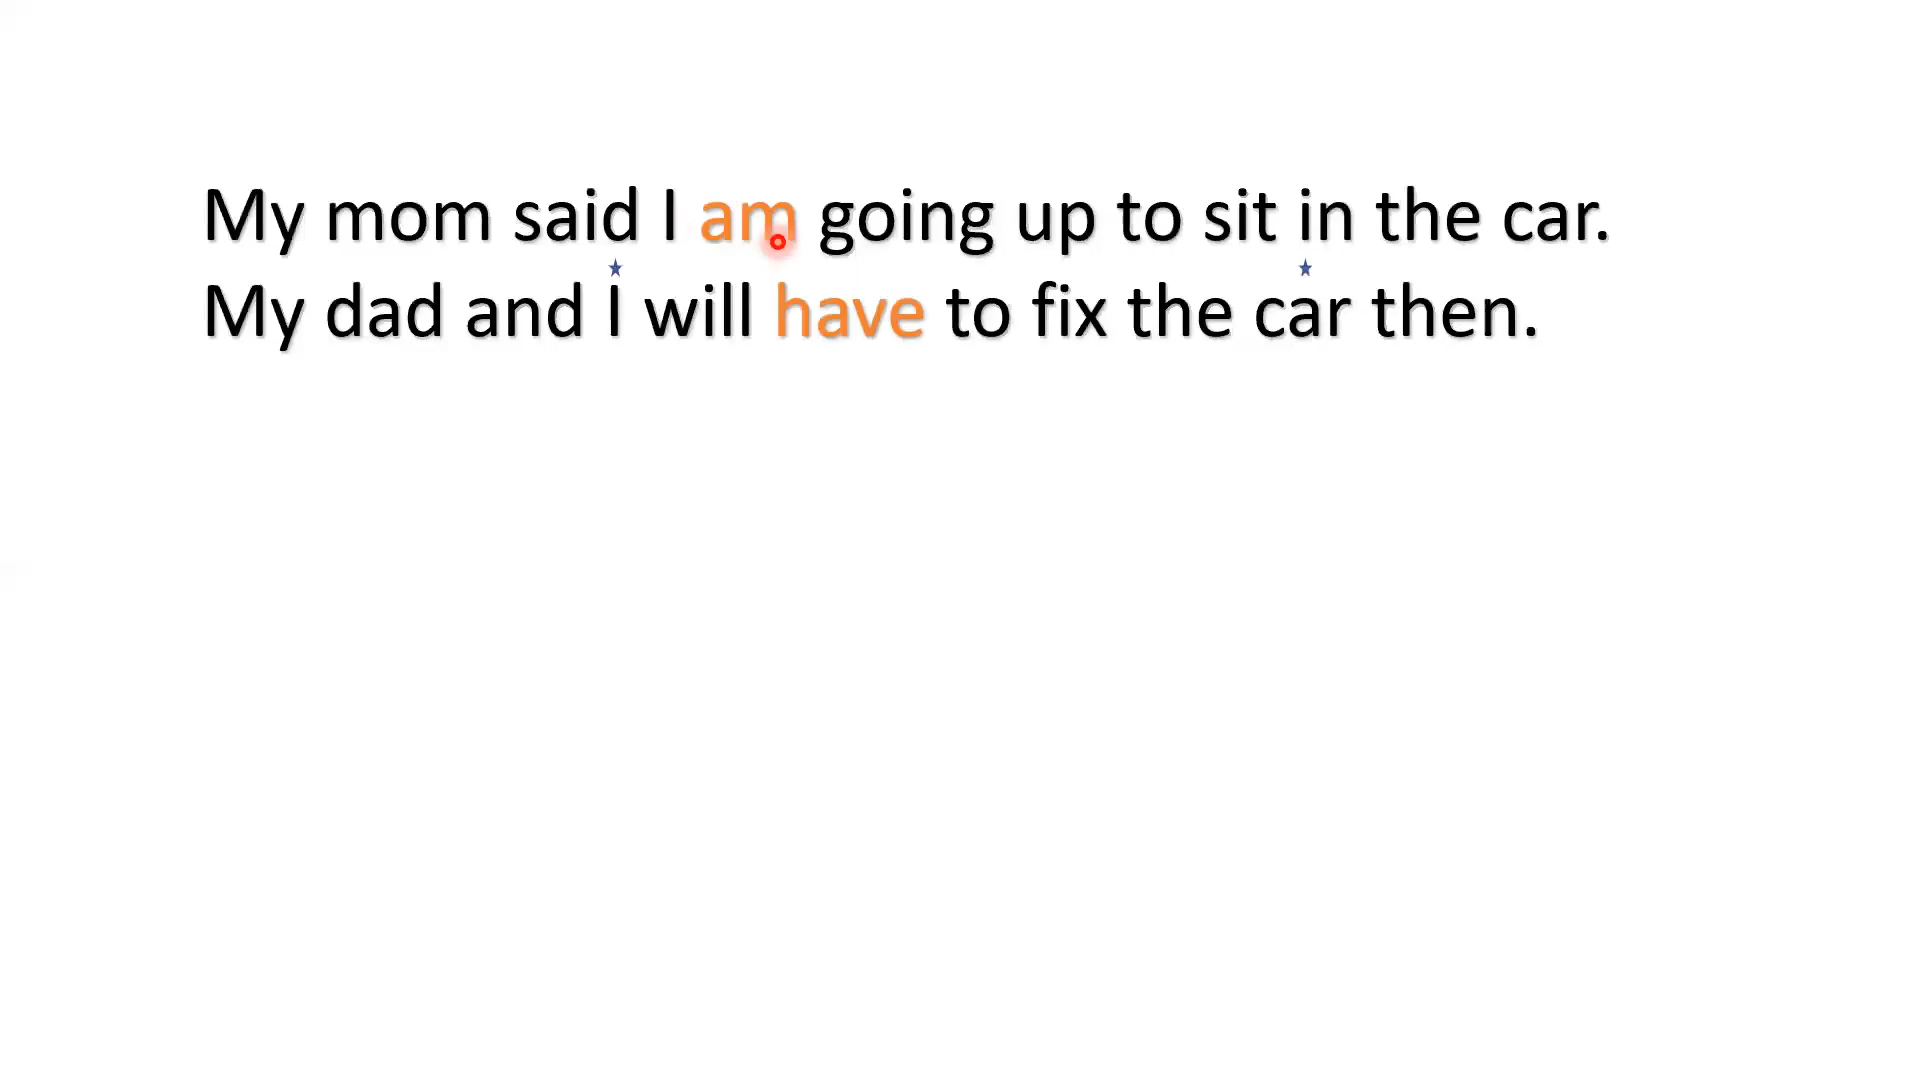 My mom said I am going up to sit in the car.
My dad and I will have to fix the car then.